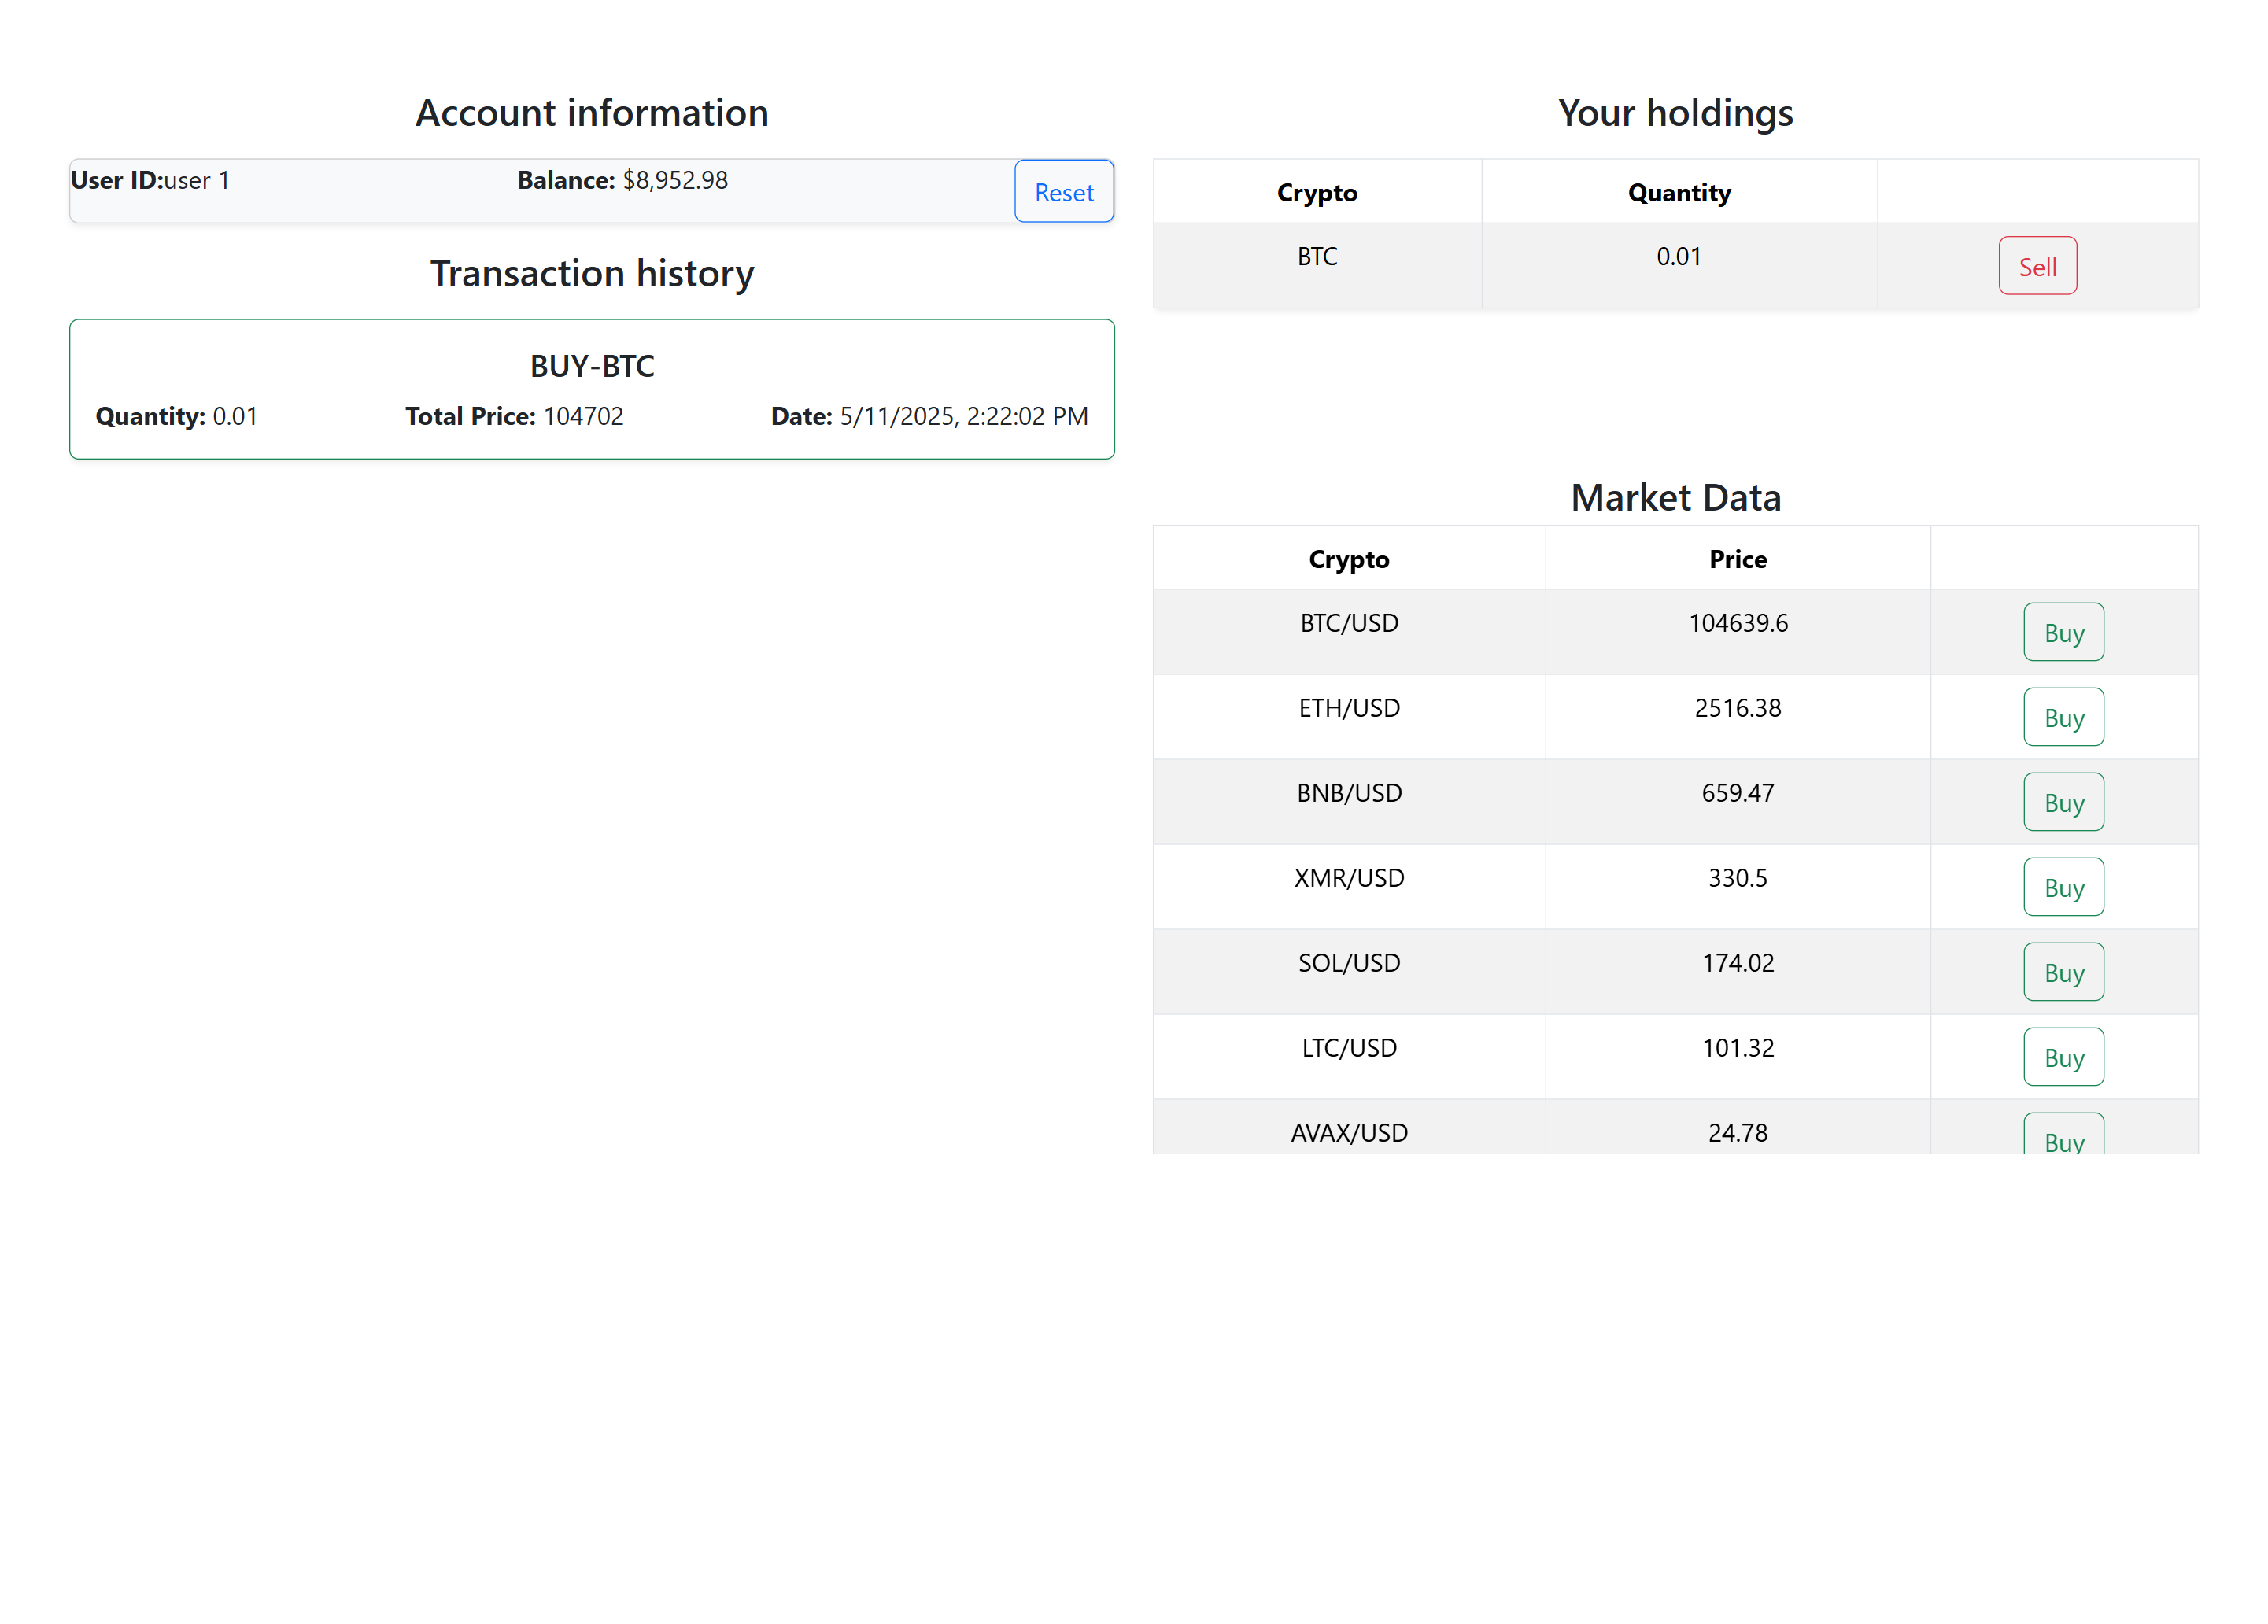 Account information
User ID:user 1 Balance: $8,952.98 Reset
Transaction history
BUY-BTC
Quantity: 0.01 Total Price: 104702 Date: 5/11/2025, 2:22:02 PM
Your holdings
Crypto Quantity
BTC 0.01 Sell
Market Data
Crypto Price
BTC/USD 104639.6 Buy
ETH/USD 2516.38 Buy
BNB/USD 659.47 Buy
XMR/USD 330.5 Buy
SOL/USD 174.02 Buy
LTC/USD 101.32 Buy
AVAX/USD 24.78 Buy